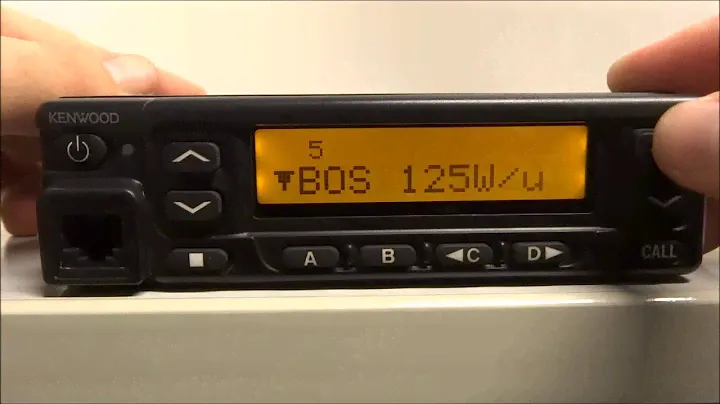 KENWOOD
5
BOS 125W/u
A B ◀C D▶
CALL